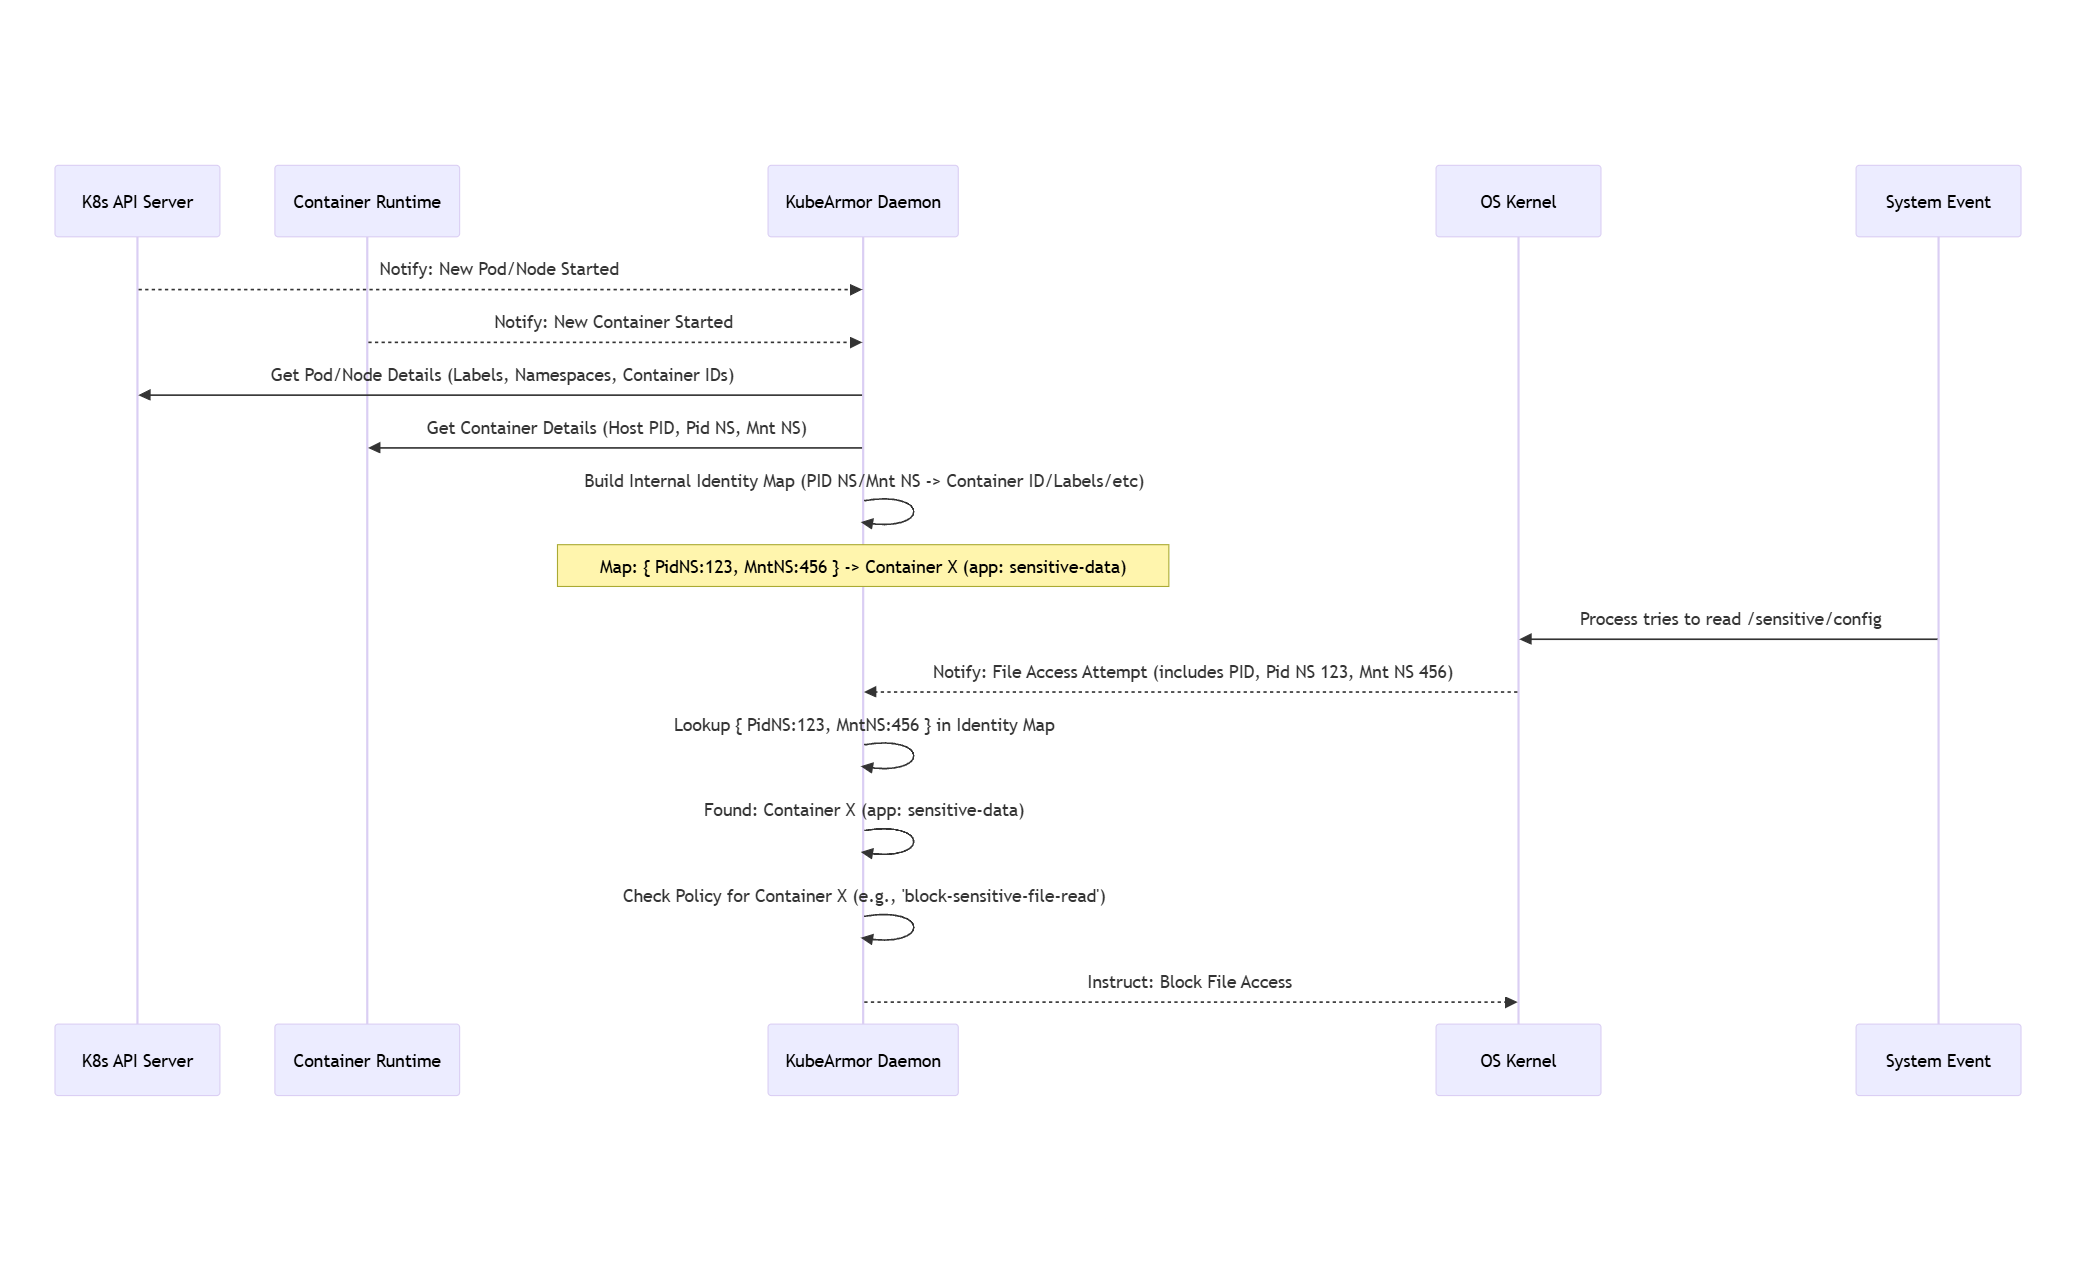 K8s API Server
Container Runtime
KubeArmor Daemon
OS Kernel
System Event
Notify: New Pod/Node Started
Notify: New Container Started
Get Pod/Node Details (Labels, Namespaces, Container IDs)
Get Container Details (Host PID, Pid NS, Mnt NS)
Build Internal Identity Map (PID NS/Mnt NS -> Container ID/Labels/etc)
Map: { PidNS:123, MntNS:456 } -> Container X (app: sensitive-data)
Process tries to read /sensitive/config
Notify: File Access Attempt (includes PID, Pid NS 123, Mnt NS 456)
Lookup { PidNS:123, MntNS:456 } in Identity Map
Found: Container X (app: sensitive-data)
Check Policy for Container X (e.g., 'block-sensitive-file-read')
Instruct: Block File Access
K8s API Server
Container Runtime
KubeArmor Daemon
OS Kernel
System Event